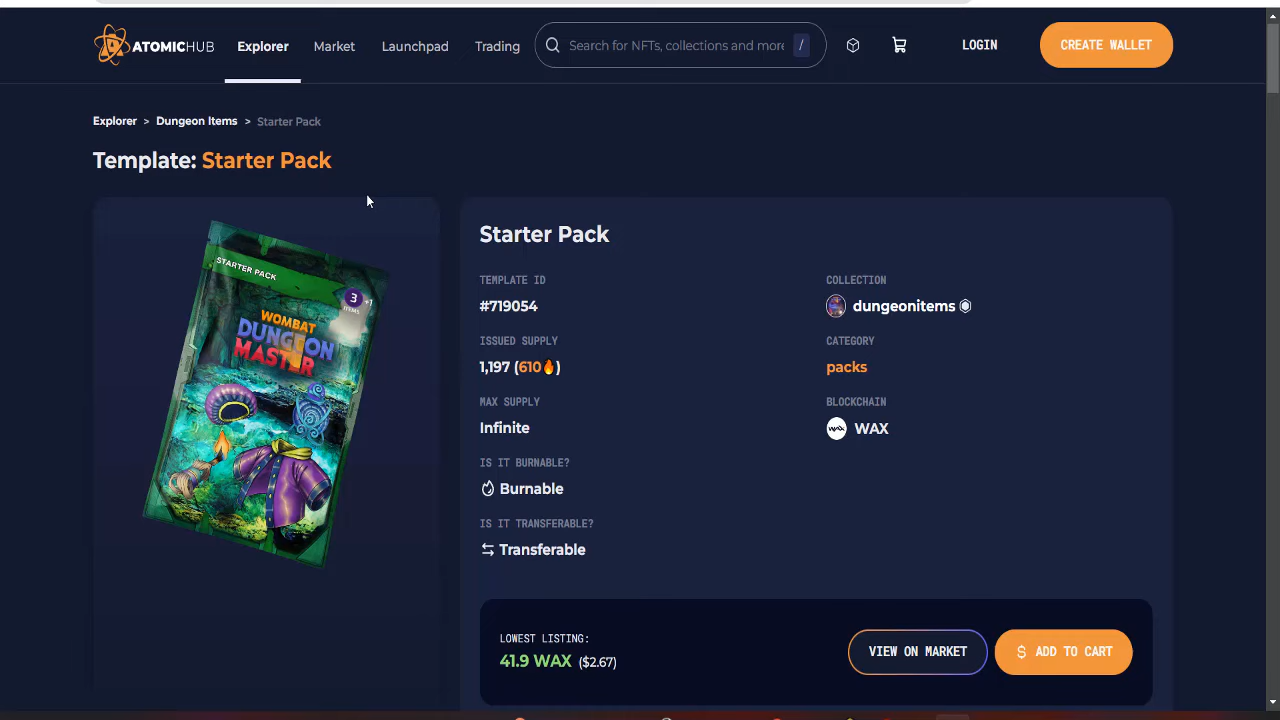 ATOMICHUB
Explorer
Market
Launchpad
Trading
Search for NFTs, collections and more
/
LOGIN
CREATE WALLET
Explorer > Dungeon Items > Starter Pack
Template: Starter Pack
STARTER PACK
3 +1
ITEMS
WOMBAT
DUNGEON
MASTER
Starter Pack
TEMPLATE ID
#719054
COLLECTION
dungeonitems
ISSUED SUPPLY
1,197 (610🔥)
CATEGORY
packs
MAX SUPPLY
Infinite
BLOCKCHAIN
WAX
IS IT BURNABLE?
Burnable
IS IT TRANSFERABLE?
Transferable
LOWEST LISTING:
41.9 WAX ($2.67)
VIEW ON MARKET
$ ADD TO CART